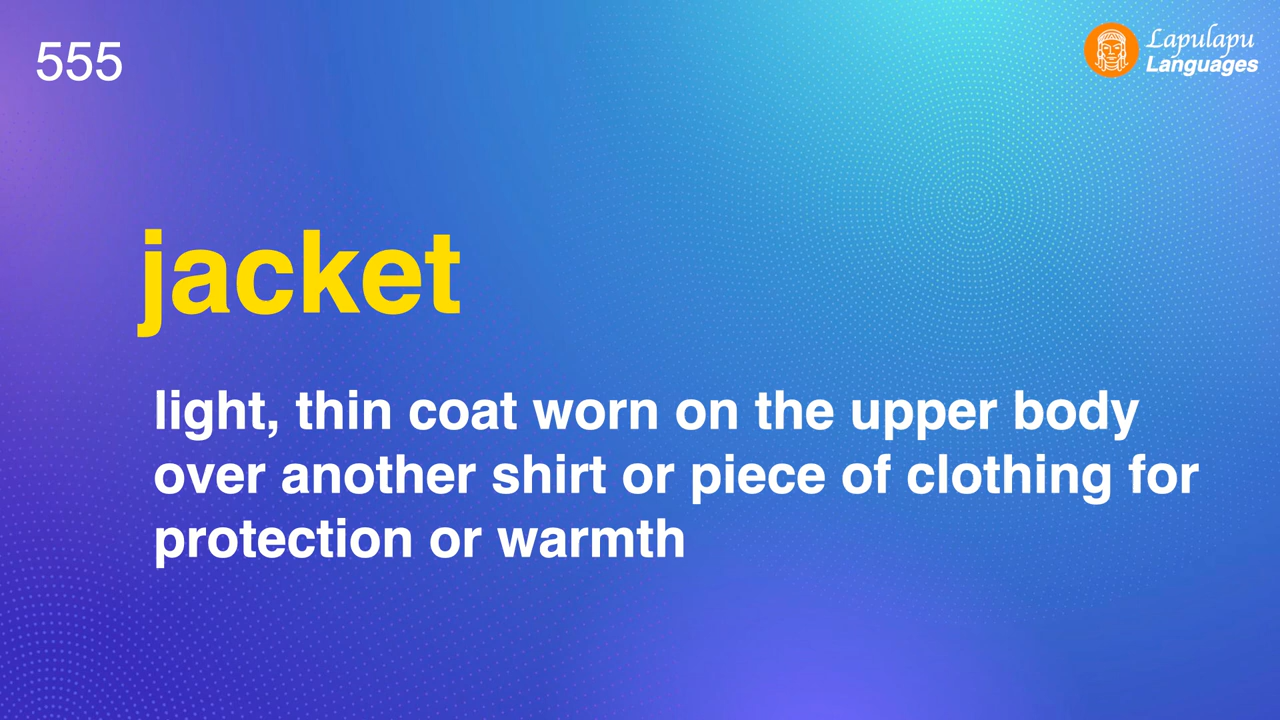 555
Lapulapu
Languages
jacket
light, thin coat worn on the upper body
over another shirt or piece of clothing for
protection or warmth